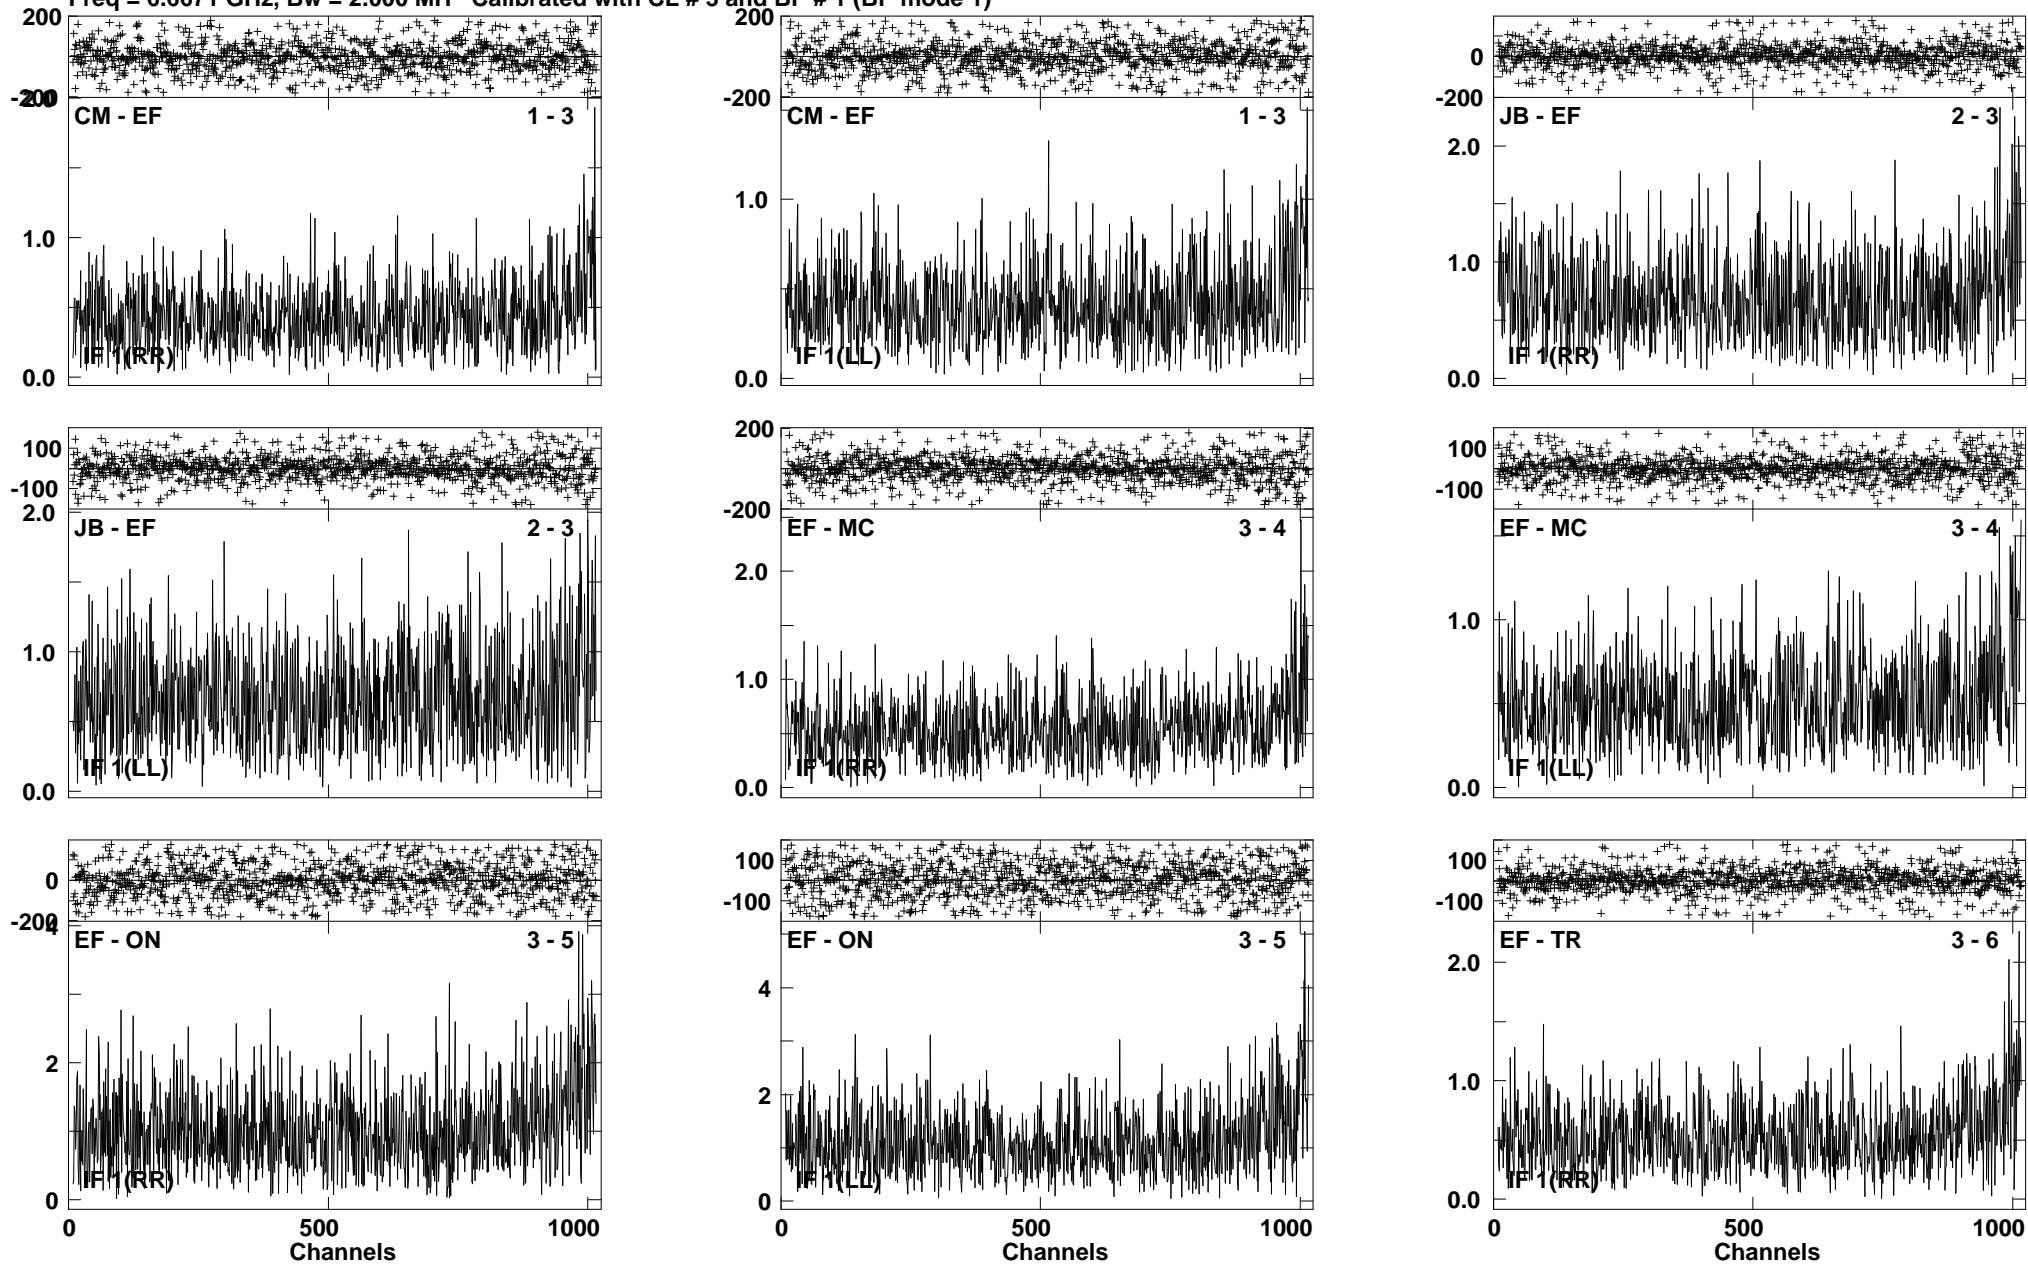 Freq = 6.6671 GHz, Bw = 2.000 MH Calibrated with CL # 3 and BP # 1 (BP mode 1)
200 200
0
-200 -200 -200
CM - EF 1 - 3 CM - EF 1 - 3 JB - EF 2 - 3
2.0 2.0
1.0 1.0 1.0
IF 1(RR) IF 1(LL) IF 1(RR)
0.0 0.0 0.0
200
100 100
-100 -200 -100
2.0
JB - EF 2 - 3 EF - MC 3 - 4 EF - MC 3 - 4
2.0
1.0 1.0 1.0
IF 1(LL) IF 1(RR) IF 1(LL)
0.0 0.0 0.0
0 100 100
-200 -100 -100
4
EF - ON 3 - 5 EF - ON 3 - 5 EF - TR 3 - 6
4 2.0
2 2 1.0
IF 1(RR) IF 1(LL) IF 1(RR)
0 0 0.0
0 500 1000 0 500 1000 0 500 1000
Channels Channels Channels